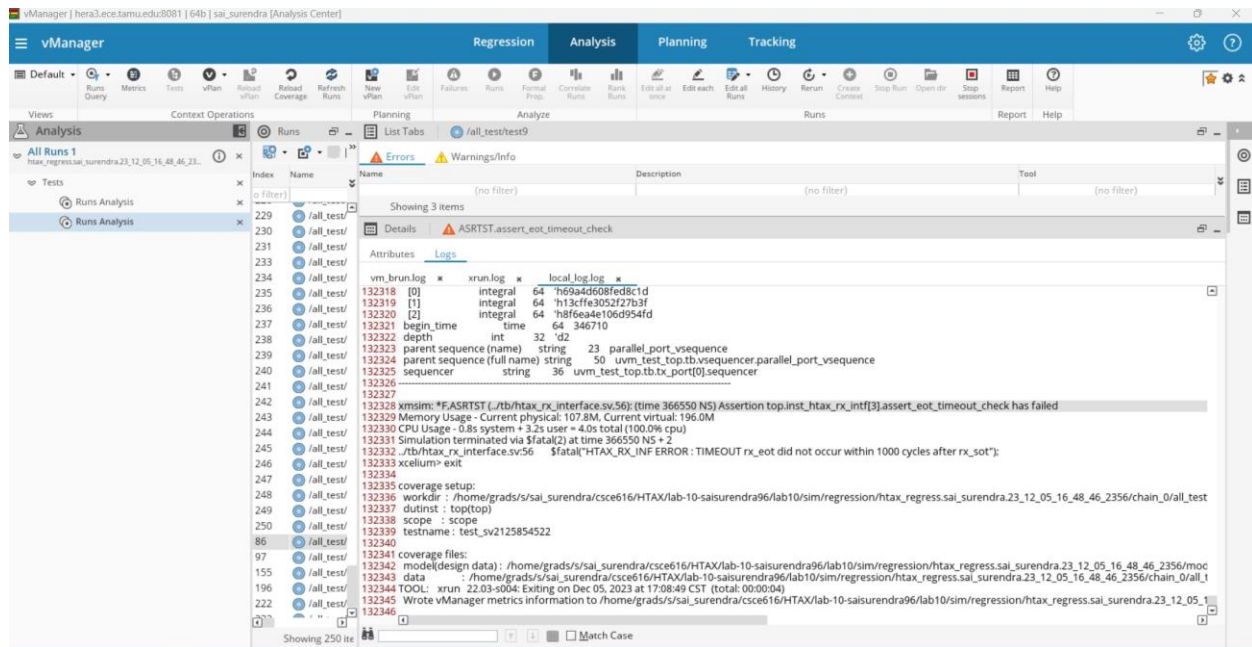 vManager | hera3.ece.tamu.edu:8081 | 64b | sai_surendra [Analysis Center]
vManager Regression Analysis Planning Tracking
Default
Runs Query
Metrics
Tests
vPlan
Reload vPlan
Reload Coverage
Refresh Runs
New vPlan
Edit vPlan
Failures
Runs
Formal Prop.
Correlate Runs
Rank Runs
Edit all at once
Edit each
Edit all Runs
History
Rerun
Create Context
Stop Run
Open dir
Stop sessions
Report
Help
Views Context Operations Planning Analyze Runs Report Help
Analysis
All Runs 1
htax_regress.sai_surendra.23_12_05_16_48_46_23...
Tests
Runs Analysis
Runs Analysis
Runs
Index Name
o filter)
229 /all_test/
230 /all_test/
231 /all_test/
233 /all_test/
234 /all_test/
235 /all_test/
236 /all_test/
237 /all_test/
238 /all_test/
239 /all_test/
240 /all_test/
241 /all_test/
242 /all_test/
243 /all_test/
244 /all_test/
245 /all_test/
246 /all_test/
247 /all_test/
248 /all_test/
249 /all_test/
250 /all_test/
86 /all_test/
97 /all_test/
155 /all_test/
196 /all_test/
222 /all_test/
Showing 250 ite
List Tabs /all_test/test9
Errors Warnings/Info
Name Description Tool
(no filter) (no filter) (no filter)
Showing 3 items
Details ASRTST.assert_eot_timeout_check
Attributes Logs
vm_brun.log xrun.log local_log.log
132318 [0] integral 64 'h69a4d608fed8c1d
132319 [1] integral 64 'h13cffe3052f27b3f
132320 [2] integral 64 'h8f6ea4e106d954fd
132321 begin_time time 64 346710
132322 depth int 32 'd2
132323 parent sequence (name) string 23 parallel_port_vsequence
132324 parent sequence (full name) string 50 uvm_test_top.tb.vsequencer.parallel_port_vsequence
132325 sequencer string 36 uvm_test_top.tb.tx_port[0].sequencer
132326 --------------------------------------------------------------------------------
132327
132328 xmsim: *F,ASRTST (../tb/htax_rx_interface.sv,56): (time 366550 NS) Assertion top.inst_htax_rx_intf[3].assert_eot_timeout_check has failed
132329 Memory Usage - Current physical: 107.8M, Current virtual: 196.0M
132330 CPU Usage - 0.8s system + 3.2s user = 4.0s total (100.0% cpu)
132331 Simulation terminated via $fatal(2) at time 366550 NS + 2
132332 ../tb/htax_rx_interface.sv:56 $fatal("HTAX_RX_INF ERROR : TIMEOUT rx_eot did not occur within 1000 cycles after rx_sot");
132333 xcelium> exit
132334
132335 coverage setup:
132336 workdir : /home/grads/s/sai_surendra/csce616/HTAX/lab-10-saisurendra96/lab10/sim/regression/htax_regress.sai_surendra.23_12_05_16_48_46_2356/chain_0/all_test
132337 dutinst : top(top)
132338 scope : scope
132339 testname : test_sv2125854522
132340
132341 coverage files:
132342 model(design data) : /home/grads/s/sai_surendra/csce616/HTAX/lab-10-saisurendra96/lab10/sim/regression/htax_regress.sai_surendra.23_12_05_16_48_46_2356/mod
132343 data : /home/grads/s/sai_surendra/csce616/HTAX/lab-10-saisurendra96/lab10/sim/regression/htax_regress.sai_surendra.23_12_05_16_48_46_2356/chain_0/all_t
132344 TOOL: xrun 22.03-s004: Exiting on Dec 05, 2023 at 17:08:49 CST (total: 00:00:04)
132345 Wrote vManager metrics information to /home/grads/s/sai_surendra/csce616/HTAX/lab-10-saisurendra96/lab10/sim/regression/htax_regress.sai_surendra.23_12_05_1
132346
Match Case